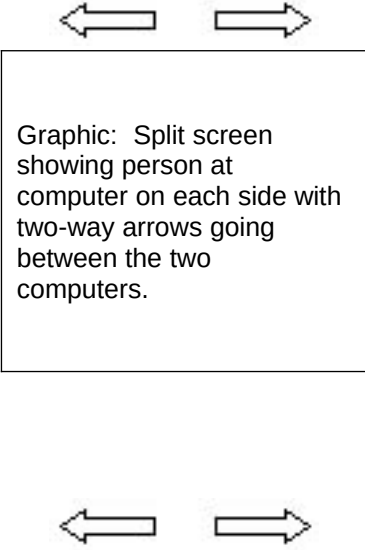 Graphic:  Split screen
showing person at
computer on each side with
two-way arrows going
between the two
computers.